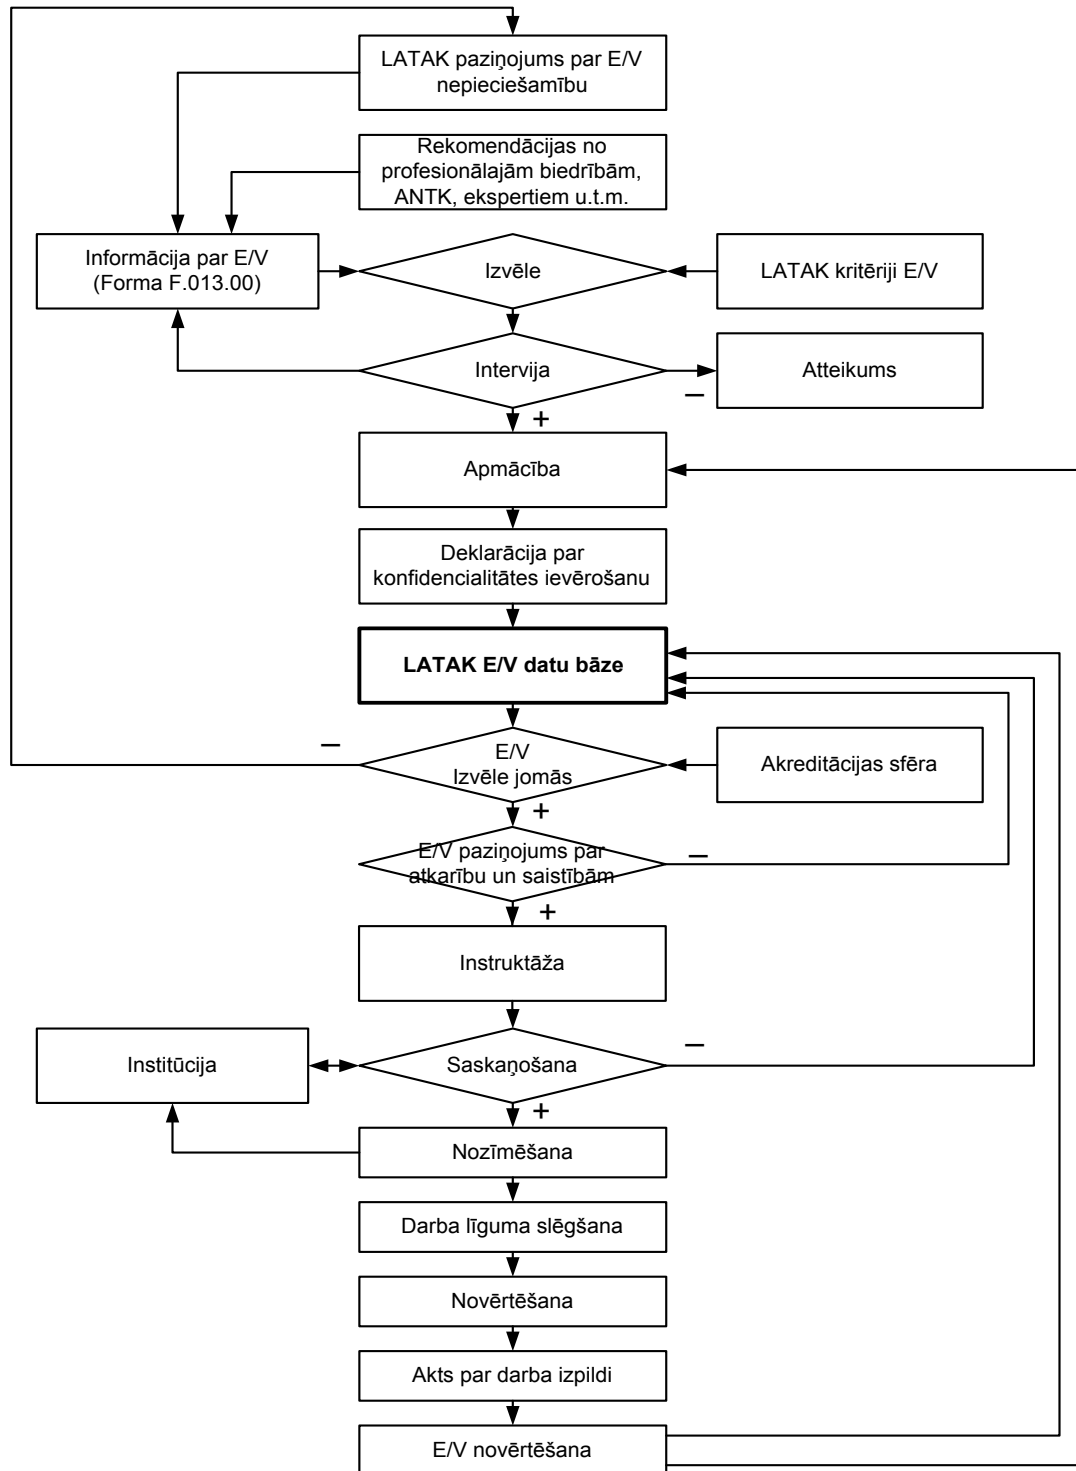 LATAK paziņojums par E/V
nepieciešamību
Rekomendācijas no
profesionālajām biedrībām,
ANTK, ekspertiem u.t.m.
Informācija par E/V
(Forma F.013.00)
Izvēle
LATAK kritēriji E/V
Intervija
Atteikums
–
+
Apmācība
Deklarācija par
konfidencialitātes ievērošanu
LATAK E/V datu bāze
–
E/V
Izvēle jomās
Akreditācijas sfēra
+
E/V paziņojums par
atkarību un saistībām
–
+
Instruktāža
Institūcija
Saskaņošana
–
+
Nozīmēšana
Darba līguma slēgšana
Novērtēšana
Akts par darba izpildi
E/V novērtēšana